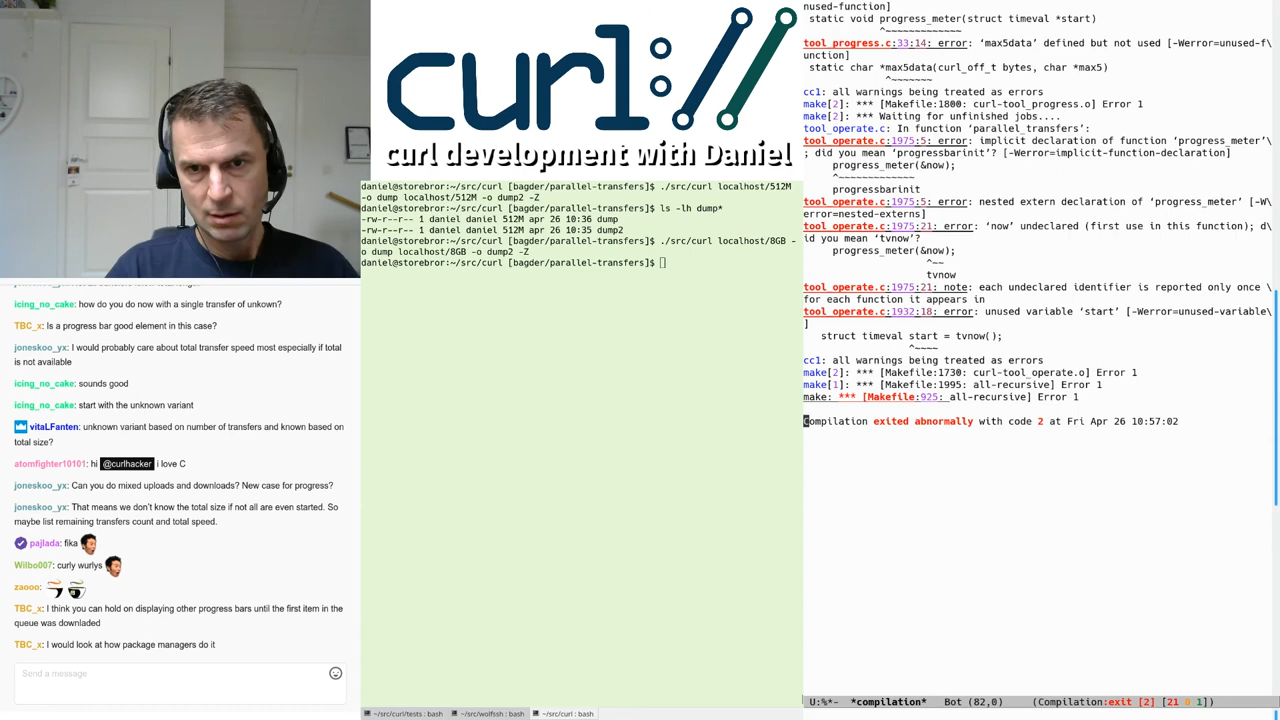 curl://
curl development with Daniel
icing_no_cake: how do you do now with a single transfer of unkown?
TBC_x: Is a progress bar good element in this case?
joneskoo_yx: I would probably care about total transfer speed most especially if total
is not available
icing_no_cake: sounds good
icing_no_cake: start with the unknown variant
vitaLFanten: unknown variant based on number of transfers and known based on
total size?
atomfighter10101: hi @curlhacker i love C
joneskoo_yx: Can you do mixed uploads and downloads? New case for progress?
joneskoo_yx: That means we don’t know the total size if not all are even started. So
maybe list remaining transfers count and total speed.
pajlada: fika
Wilbo007: curly wurlys
zaooo:
TBC_x: I think you can hold on displaying other progress bars until the first item in the
queue was downladed
TBC_x: I would look at how package managers do it
Send a message
daniel@storebror:~/src/curl [bagder/parallel-transfers]$ ./src/curl localhost/512M
-o dump localhost/512M -o dump2 -Z
daniel@storebror:~/src/curl [bagder/parallel-transfers]$ ls -lh dump*
-rw-r--r-- 1 daniel daniel 512M apr 26 10:36 dump
-rw-r--r-- 1 daniel daniel 512M apr 26 10:35 dump2
daniel@storebror:~/src/curl [bagder/parallel-transfers]$ ./src/curl localhost/8GB -
o dump localhost/8GB -o dump2 -Z
daniel@storebror:~/src/curl [bagder/parallel-transfers]$
~/src/curl/tests : bash
~/src/wolfssh : bash
~/src/curl : bash
nused-function]
static void progress_meter(struct timeval *start)
^~~~~~~~~~~~~~
tool_progress.c:33:14: error: ‘max5data’ defined but not used [-Werror=unused-f\
unction]
static char *max5data(curl_off_t bytes, char *max5)
^~~~~~~~
cc1: all warnings being treated as errors
make[2]: *** [Makefile:1800: curl-tool_progress.o] Error 1
make[2]: *** Waiting for unfinished jobs....
tool_operate.c: In function ‘parallel_transfers’:
tool_operate.c:1975:5: error: implicit declaration of function ‘progress_meter’\
; did you mean ‘progressbarinit’? [-Werror=implicit-function-declaration]
progress_meter(&now);
^~~~~~~~~~~~~~
progressbarinit
tool_operate.c:1975:5: error: nested extern declaration of ‘progress_meter’ [-W\
error=nested-externs]
tool_operate.c:1975:21: error: ‘now’ undeclared (first use in this function); d\
id you mean ‘tvnow’?
progress_meter(&now);
^~~
tvnow
tool_operate.c:1975:21: note: each undeclared identifier is reported only once \
for each function it appears in
tool_operate.c:1932:18: error: unused variable ‘start’ [-Werror=unused-variable\
]
struct timeval start = tvnow();
^~~~~
cc1: all warnings being treated as errors
make[2]: *** [Makefile:1730: curl-tool_operate.o] Error 1
make[1]: *** [Makefile:1995: all-recursive] Error 1
make: *** [Makefile:925: all-recursive] Error 1
Compilation exited abnormally with code 2 at Fri Apr 26 10:57:02
U:%*- *compilation* Bot (82,0) (Compilation:exit [2] [21 0 1])